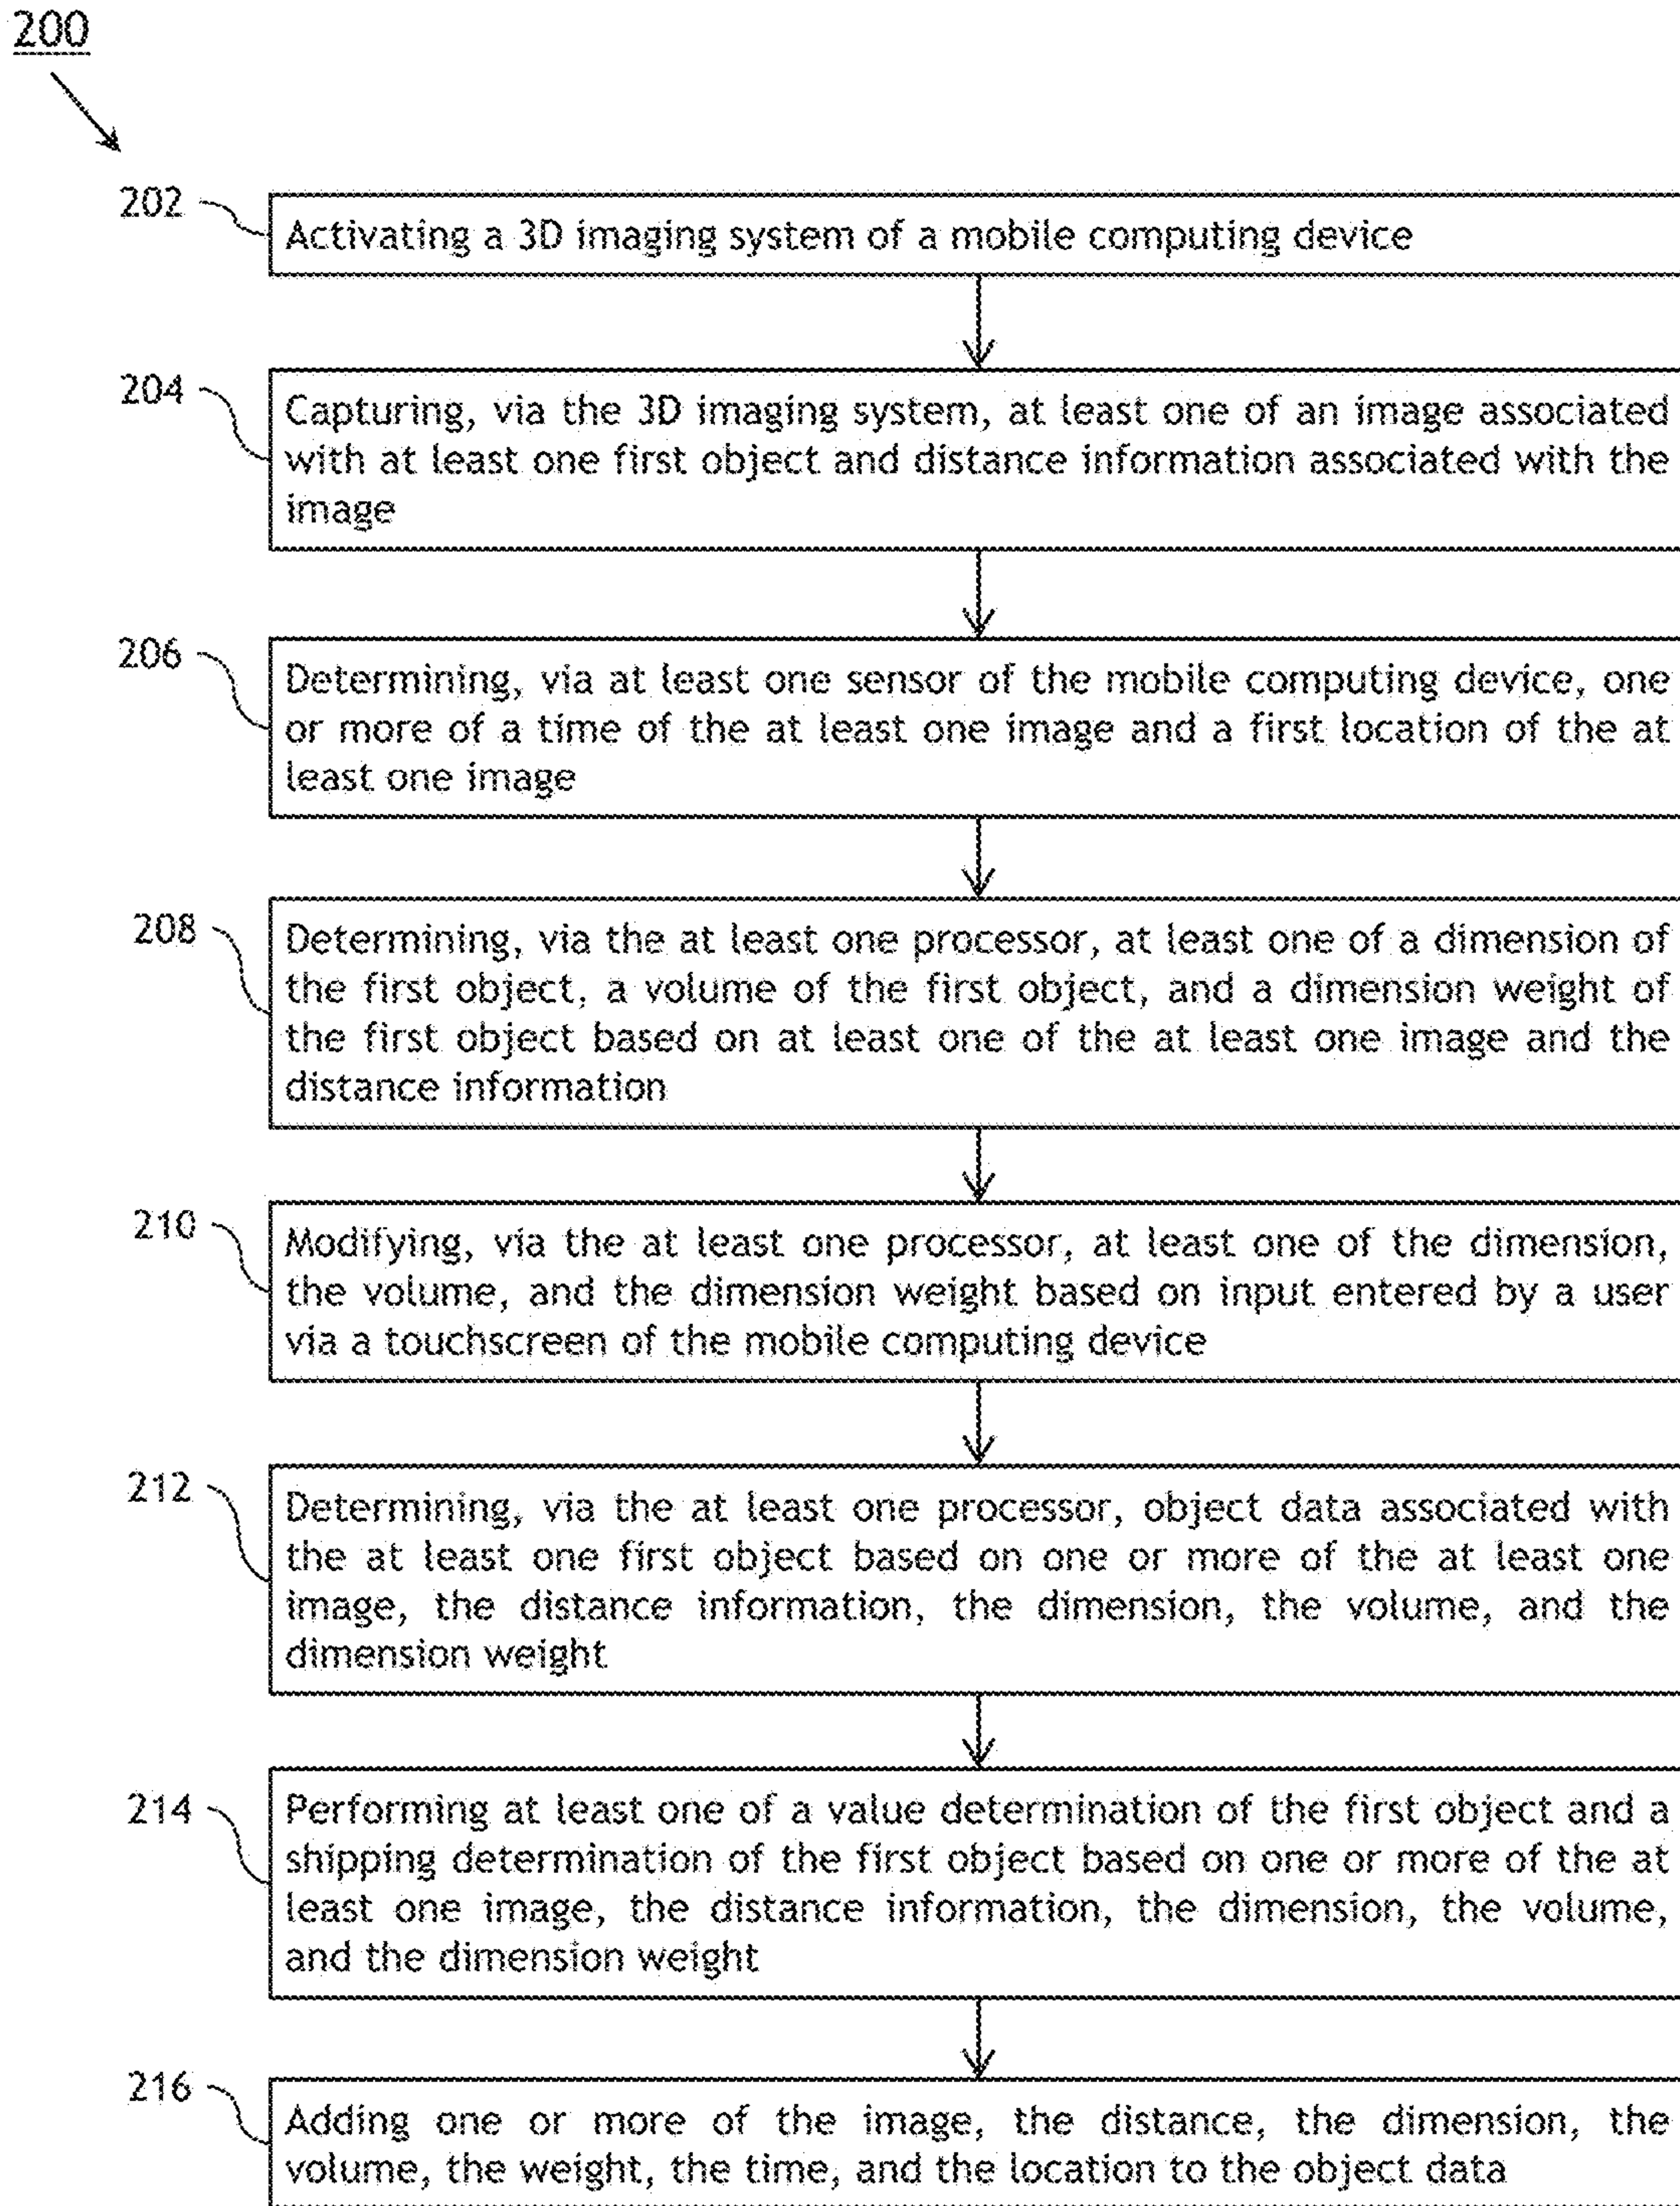 200
202
Activating a 3D imaging system of a mobile computing device
204
Capturing, via the 3D imaging system, at least one of an image associated
with at least one first object and distance information associated with the
image
206
Determining, via at least one sensor of the mobile computing device, one
or more of a time of the at least one image and a first location of the at
least one image
208
Determining, via the at least one processor, at least one of a dimension of
the first object, a volume of the first object, and a dimension weight of
the first object based on at least one of the at least one image and the
distance information
210
Modifying, via the at least one processor, at least one of the dimension,
the volume, and the dimension weight based on input entered by a user
via a touchscreen of the mobile computing device
212
Determining, via the at least one processor, object data associated with
the at least one first object based on one or more of the at least one
image, the distance information, the dimension, the volume, and the
dimension weight
214
Performing at least one of a value determination of the first object and a
shipping determination of the first object based on one or more of the at
least one image, the distance information, the dimension, the volume,
and the dimension weight
216
Adding one or more of the image, the distance, the dimension, the
volume, the weight, the time, and the location to the object data